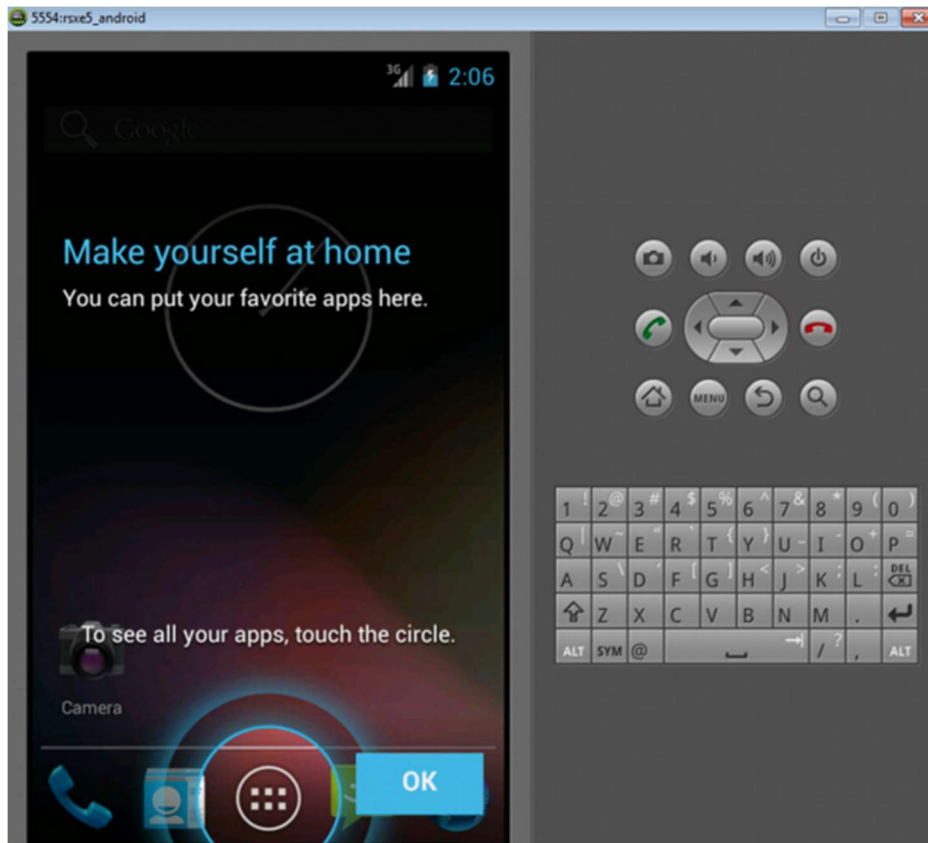 5554:rsxe5_android
3G 2:06
Google
Make yourself at home
You can put your favorite apps here.
To see all your apps, touch the circle.
Camera
OK
MENU
1 ! 2 @ 3 # 4 $ 5 % 6 ^ 7 & 8 * 9 ( 0 )
Q | W ~ E " R ` T { Y } U - I - O + P =
A S \ D ' F [ G ] H < J > K ; L : DEL
Z X C V B N M .
ALT SYM @ / ? , ALT